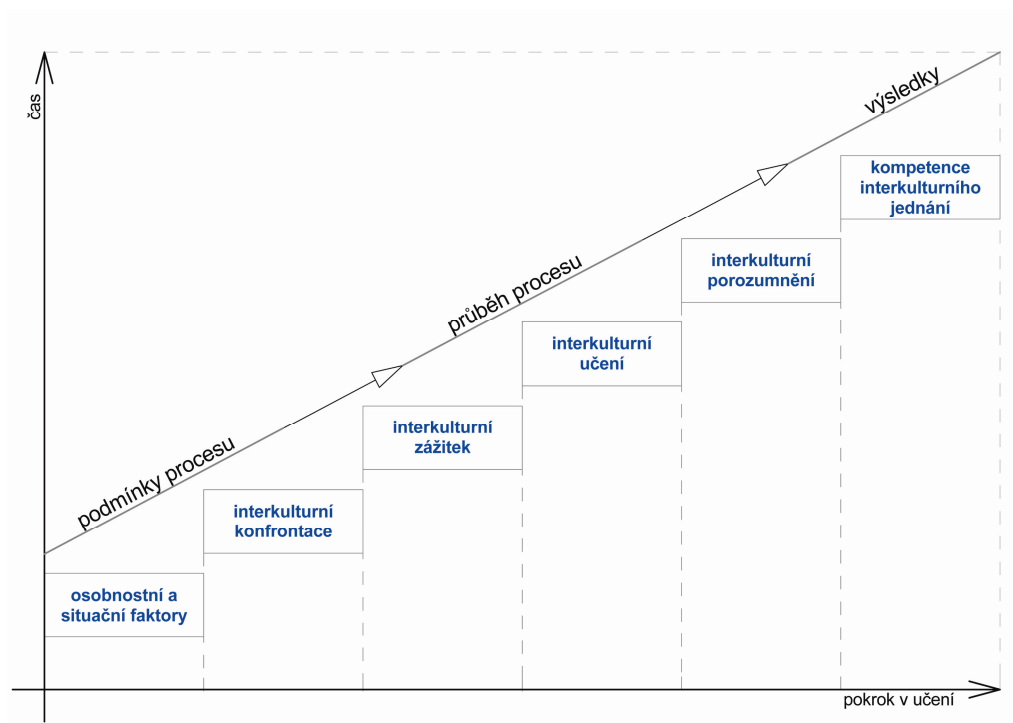 čas
výsledky
kompetence
interkulturního
jednání
interkulturní
porozumnění
průběh procesu
interkulturní
učení
interkulturní
zážitek
podmínky procesu
interkulturní
konfrontace
osobnostní a
situační faktory
pokrok v učení